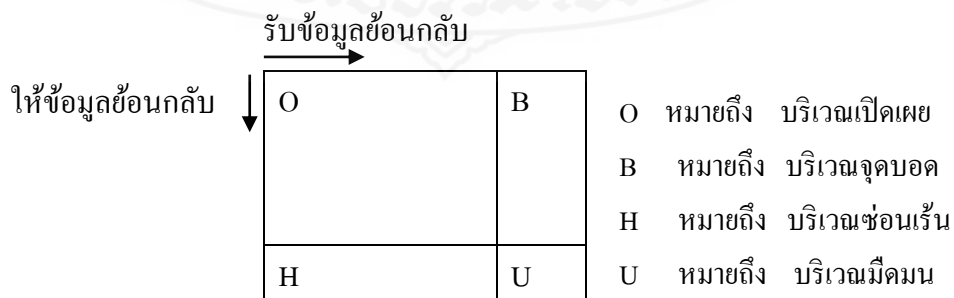 รับข้อมูลย้อนกลับ
ให้ข้อมูลย้อนกลับ
O B
H U
O หมายถึง บริเวณเปิดเผย
B หมายถึง บริเวณจุดบอด
H หมายถึง บริเวณซ่อนเร้น
U หมายถึง บริเวณมืดมน